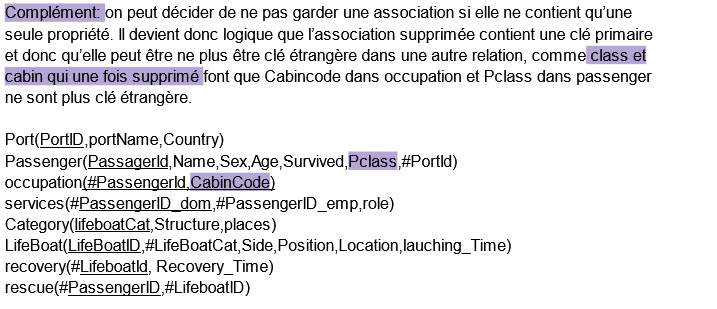 Complément: on peut décider de ne pas garder une association si elle ne contient qu'une
seule propriété. Il devient donc logique que l'association supprimée contient une clé primaire
et donc qu'elle peut être ne plus être clé étrangère dans une autre relation, comme class et
cabin qui une fois supprimé font que Cabincode dans occupation et Pclass dans passenger
ne sont plus clé étrangère.
Port(PortID,portName,Country)
Passenger(PassagerId,Name,Sex,Age,Survived,Pclass,#PortId)
occupation(#PassengerId,CabinCode)
services(#PassengerID_dom,#PassengerID_emp,role)
Category(lifeboatCat,Structure,places)
LifeBoat(LifeBoatID,#LifeBoatCat,Side,Position,Location,lauching_Time)
recovery(#LifeboatId, Recovery_Time)
rescue(#PassengerID,#LifeboatID)